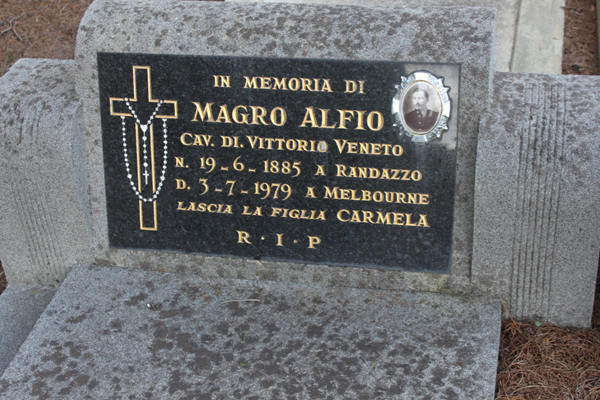 IN MEMORIA DI
MAGRO ALFIO
CAV. DI. VITTORIO VENETO
N. 19-6-1885 A RANDAZZO
D. 3-7-1979 A MELBOURNE
LASCIA LA FIGLIA CARMELA
R·I·P